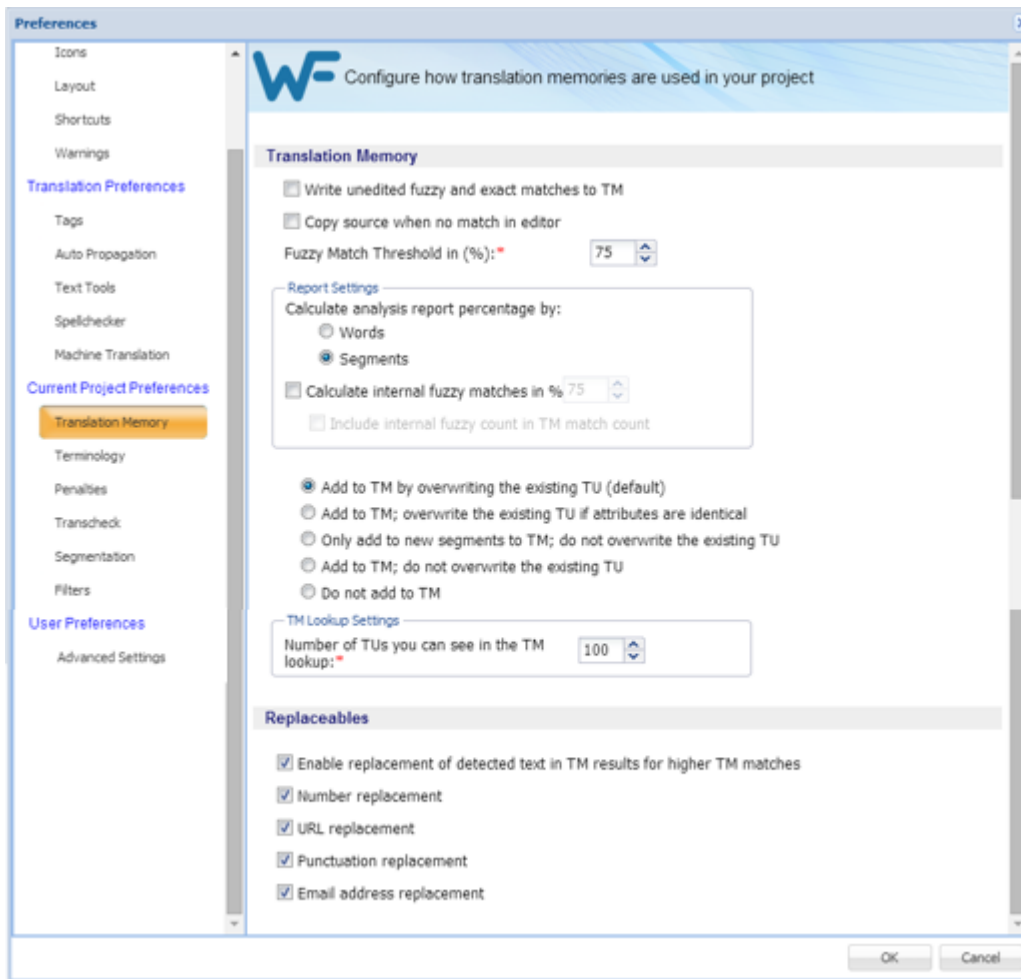 Preferences
Icons
Layout
Shortcuts
Warnings
Translation Preferences
Tags
Auto Propagation
Text Tools
Spellchecker
Machine Translation
Current Project Preferences
Translation Memory
Terminology
Penalties
Transcheck
Segmentation
Filters
User Preferences
Advanced Settings
WF
Configure how translation memories are used in your project
Translation Memory
Write unedited fuzzy and exact matches to TM
Copy source when no match in editor
Fuzzy Match Threshold in (%):* 75
Report Settings
Calculate analysis report percentage by:
Words
Segments
Calculate internal fuzzy matches in % 75
Include internal fuzzy count in TM match count
Add to TM by overwriting the existing TU (default)
Add to TM; overwrite the existing TU if attributes are identical
Only add to new segments to TM; do not overwrite the existing TU
Add to TM; do not overwrite the existing TU
Do not add to TM
TM Lookup Settings
Number of TUs you can see in the TM
lookup:* 100
Replaceables
Enable replacement of detected text in TM results for higher TM matches
Number replacement
URL replacement
Punctuation replacement
Email address replacement
OK Cancel